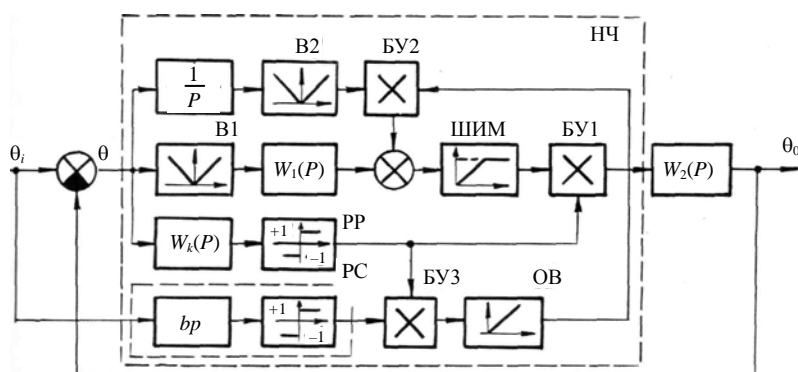 НЧ
В2
БУ2
1
P
θi
θ
В1
W1(P)
ШИМ
БУ1
W2(P)
θ0
Wk(P)
+1
−1
РР
РС
БУ3
ОВ
bp
+1
−1